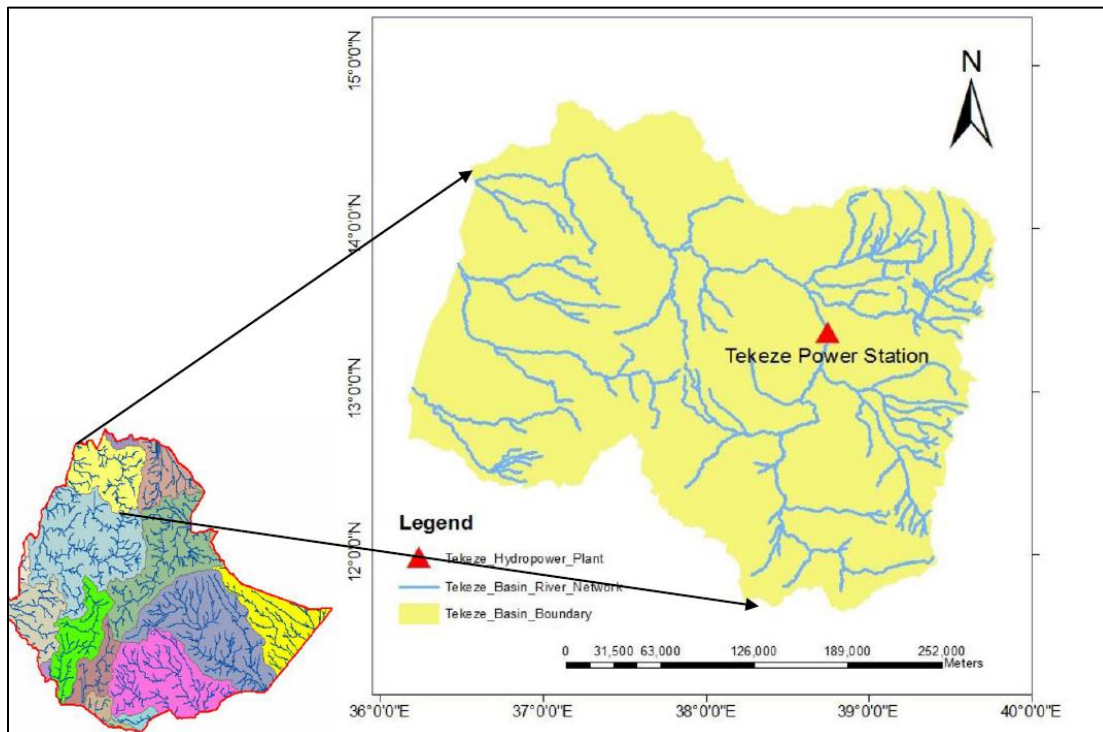 15°0'0"N
14°0'0"N
13°0'0"N
12°0'0"N
N
Tekeze Power Station
Legend
Tekeze_Hydropower_Plant
Tekeze_Basin_River_Network
Tekeze_Basin_Boundary
0 31,500 63,000 126,000 189,000 252,000
Meters
36°0'0"E 37°0'0"E 38°0'0"E 39°0'0"E 40°0'0"E